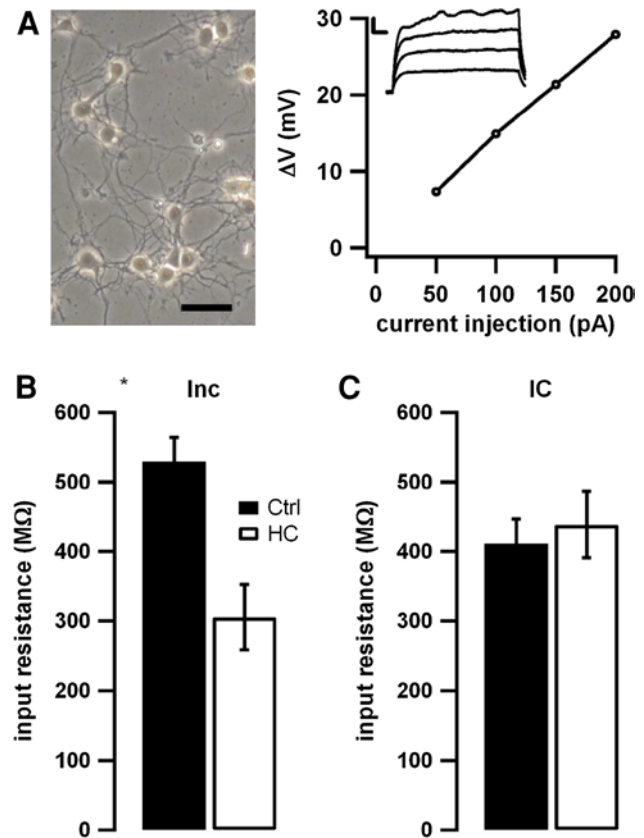 A
ΔV (mV)
30
20
10
0
0 50 100 150 200
current injection (pA)
B
*
Inc
input resistance (MΩ)
600
500
400
300
200
100
0
Ctrl
HC
C
IC
input resistance (MΩ)
600
500
400
300
200
100
0